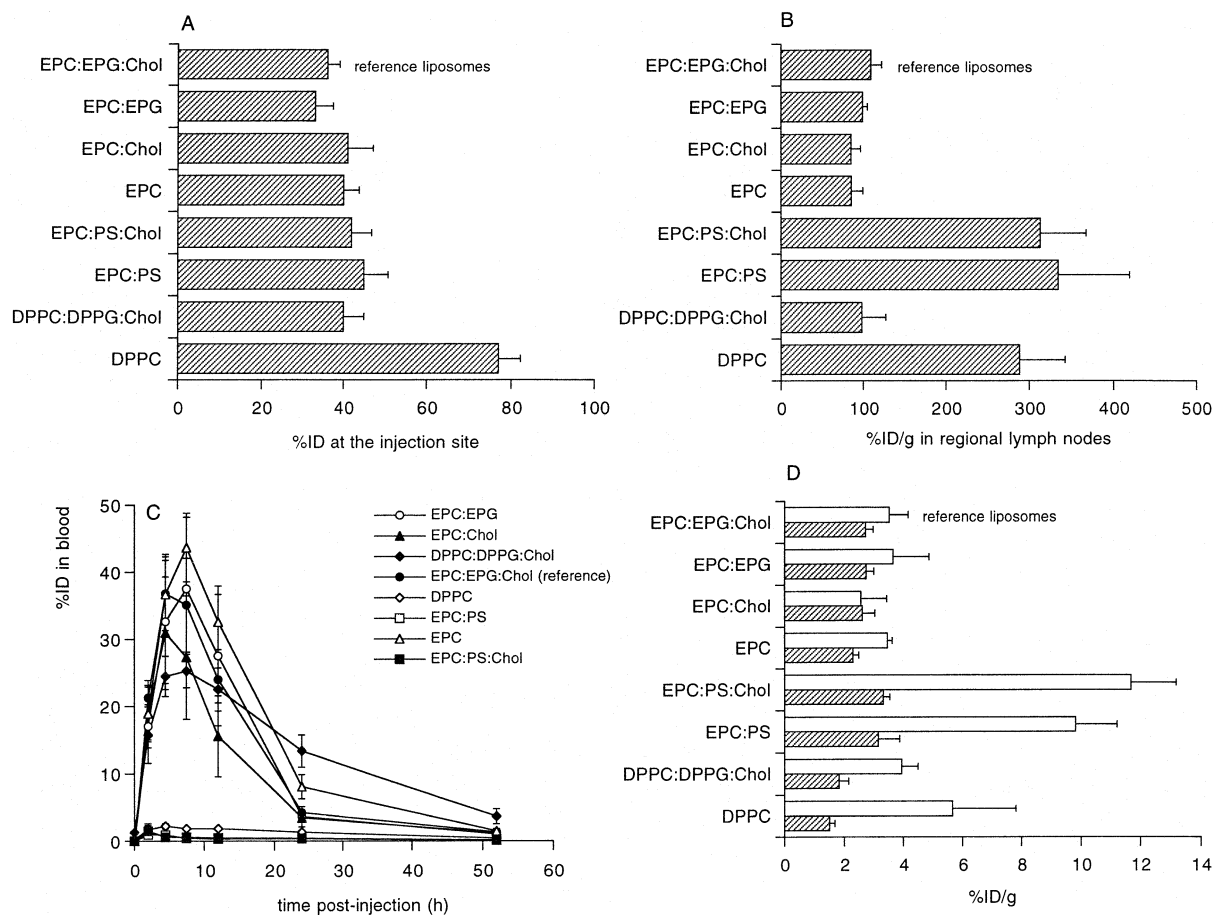 A
EPC:EPG:Chol
reference liposomes
EPC:EPG
EPC:Chol
EPC
EPC:PS:Chol
EPC:PS
DPPC:DPPG:Chol
DPPC
0 20 40 60 80 100
%ID at the injection site
B
EPC:EPG:Chol
reference liposomes
EPC:EPG
EPC:Chol
EPC
EPC:PS:Chol
EPC:PS
DPPC:DPPG:Chol
DPPC
0 100 200 300 400 500
%ID/g in regional lymph nodes
C
%ID in blood
50
40
30
20
10
0
0 10 20 30 40 50 60
time post-injection (h)
EPC:EPG
EPC:Chol
DPPC:DPPG:Chol
EPC:EPG:Chol (reference)
DPPC
EPC:PS
EPC
EPC:PS:Chol
D
EPC:EPG:Chol
reference liposomes
EPC:EPG
EPC:Chol
EPC
EPC:PS:Chol
EPC:PS
DPPC:DPPG:Chol
DPPC
0 2 4 6 8 10 12 14
%ID/g